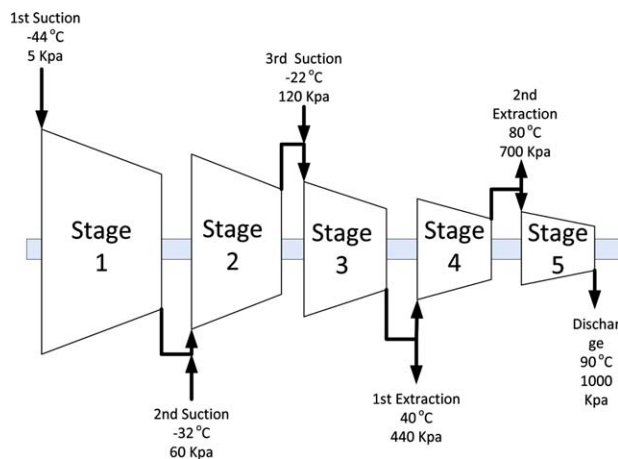 1st Suction
-44 °C
5 Kpa
3rd Suction
-22 °C
120 Kpa
2nd
Extraction
80 °C
700 Kpa
Stage
1
Stage
2
Stage
3
Stage
4
Stage
5
2nd Suction
-32 °C
60 Kpa
1st Extraction
40 °C
440 Kpa
Dischar
ge
90 °C
1000
Kpa